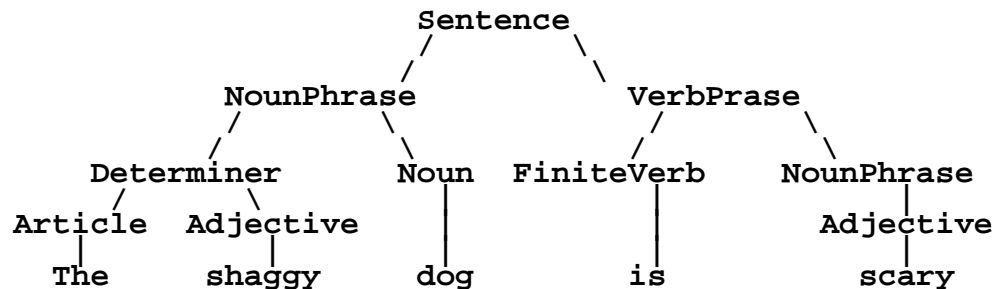 Sentence
NounPhrase VerbPrase
Determiner Noun FiniteVerb NounPhrase
Article Adjective Adjective
The shaggy dog is scary